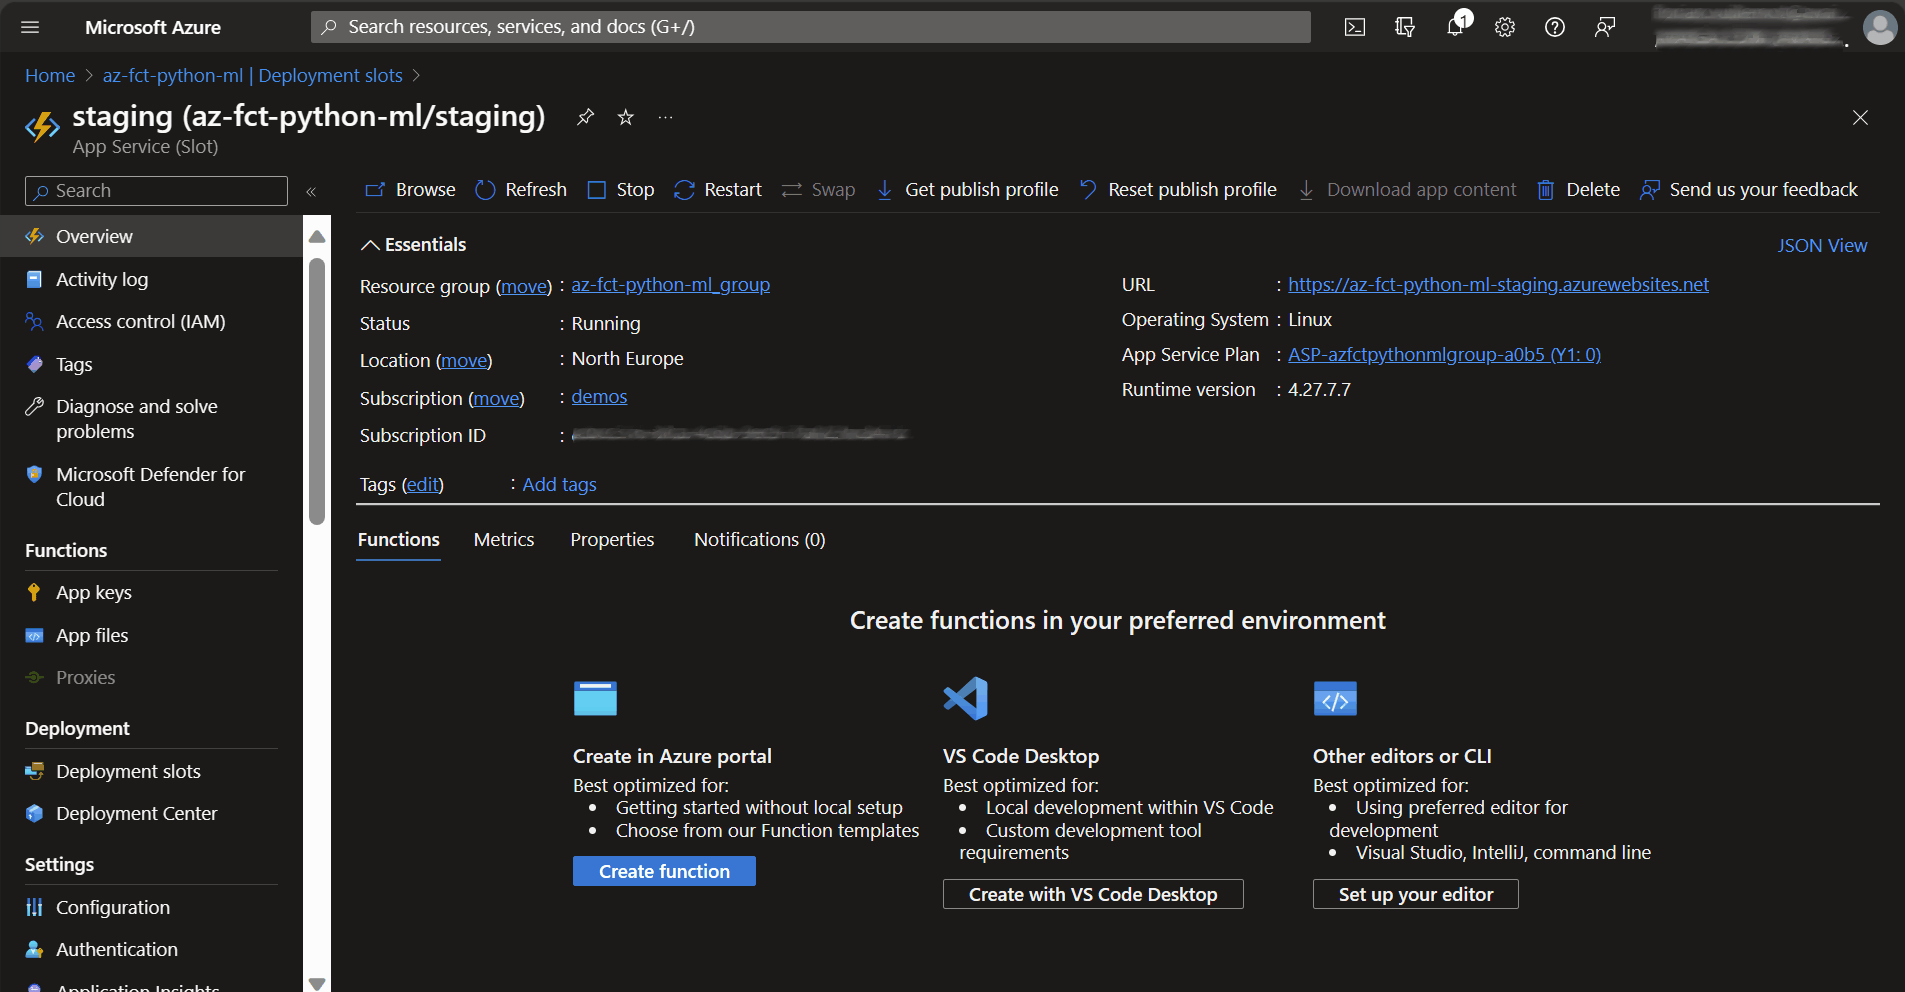 Microsoft Azure
Search resources, services, and docs (G+/)
1
Home > az-fct-python-ml | Deployment slots >
staging (az-fct-python-ml/staging)
...
App Service (Slot)
Search
«
Browse
Refresh
Stop
Restart
Swap
Get publish profile
Reset publish profile
Download app content
Delete
Send us your feedback
Overview
Activity log
Access control (IAM)
Tags
Diagnose and solve
problems
Microsoft Defender for
Cloud
Functions
App keys
App files
Proxies
Deployment
Deployment slots
Deployment Center
Settings
Configuration
Authentication
Application Insights
Essentials
JSON View
Resource group (move) : az-fct-python-ml_group
Status : Running
Location (move) : North Europe
Subscription (move) : demos
Subscription ID :
Tags (edit) : Add tags
URL : https://az-fct-python-ml-staging.azurewebsites.net
Operating System : Linux
App Service Plan : ASP-azfctpythonmlgroup-a0b5 (Y1: 0)
Runtime version : 4.27.7.7
Functions
Metrics
Properties
Notifications (0)
Create functions in your preferred environment
Create in Azure portal
Best optimized for:
• Getting started without local setup
• Choose from our Function templates
Create function
VS Code Desktop
Best optimized for:
• Local development within VS Code
• Custom development tool
requirements
Create with VS Code Desktop
Other editors or CLI
Best optimized for:
• Using preferred editor for
development
• Visual Studio, IntelliJ, command line
Set up your editor